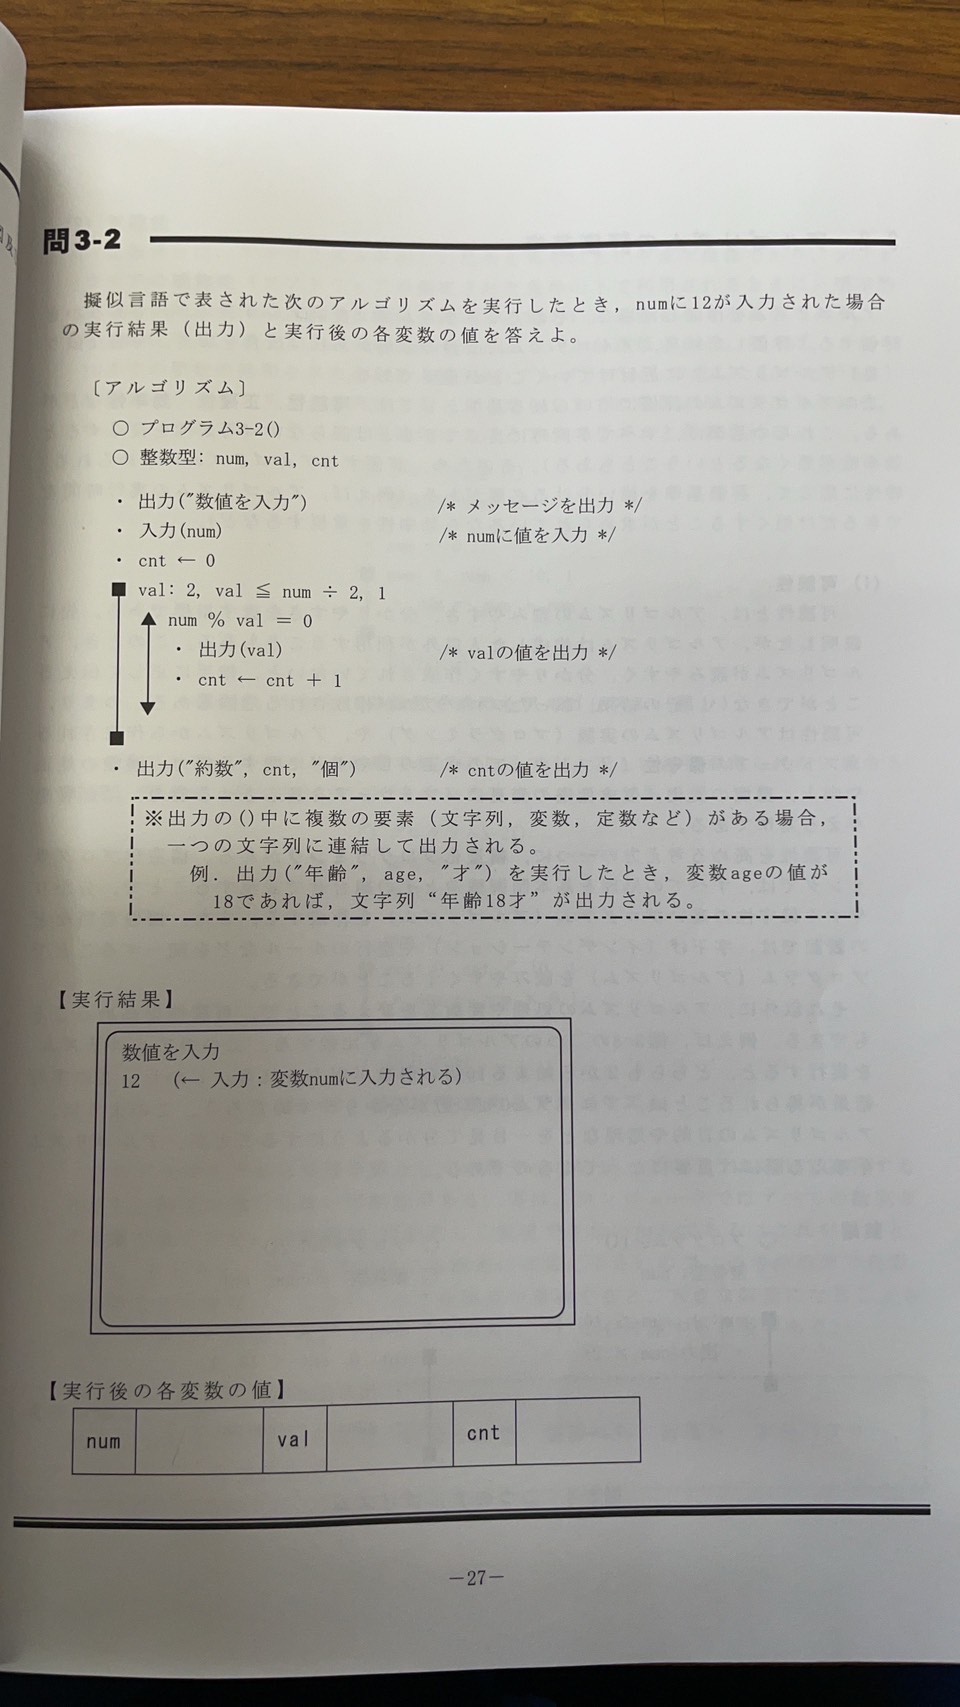 問3-2
擬似言語で表された次のアルゴリズムを実行したとき，numに12が入力された場合
の実行結果（出力）と実行後の各変数の値を答えよ。
〔アルゴリズム〕
○ プログラム3-2()
○ 整数型: num, val, cnt
・ 出力("数値を入力") /* メッセージを出力 */
・ 入力(num) /* numに値を入力 */
・ cnt ← 0
■ val: 2, val ≦ num ÷ 2, 1
num % val = 0
・ 出力(val) /* valの値を出力 */
・ cnt ← cnt + 1
・ 出力("約数", cnt, "個") /* cntの値を出力 */
※出力の()中に複数の要素（文字列，変数，定数など）がある場合，
一つの文字列に連結して出力される。
例．出力("年齢", age, "才") を実行したとき，変数ageの値が
18であれば，文字列“年齢18才”が出力される。
【実行結果】
数値を入力
12 (← 入力：変数numに入力される)
【実行後の各変数の値】
num val cnt
－27－